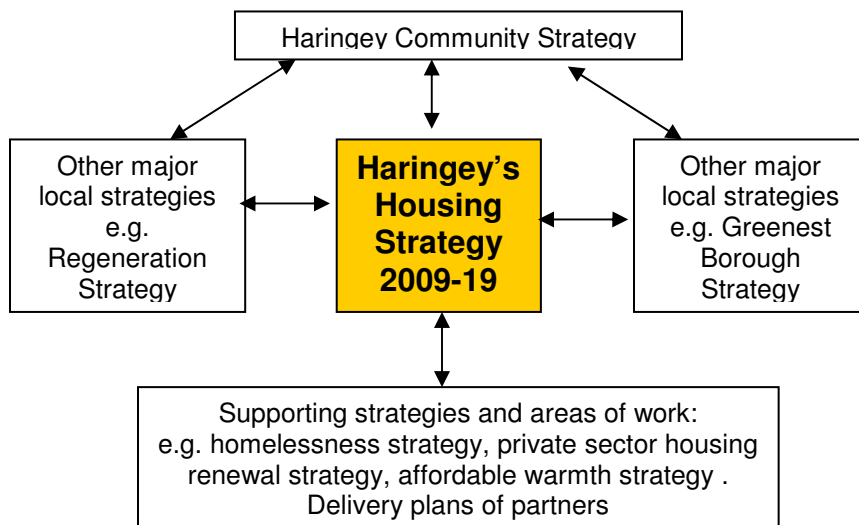 Haringey Community Strategy
Other major
local strategies
e.g.
Regeneration
Strategy
Haringey’s
Housing
Strategy
2009-19
Other major
local strategies
e.g. Greenest
Borough
Strategy
Supporting strategies and areas of work:
e.g. homelessness strategy, private sector housing
renewal strategy, affordable warmth strategy .
Delivery plans of partners